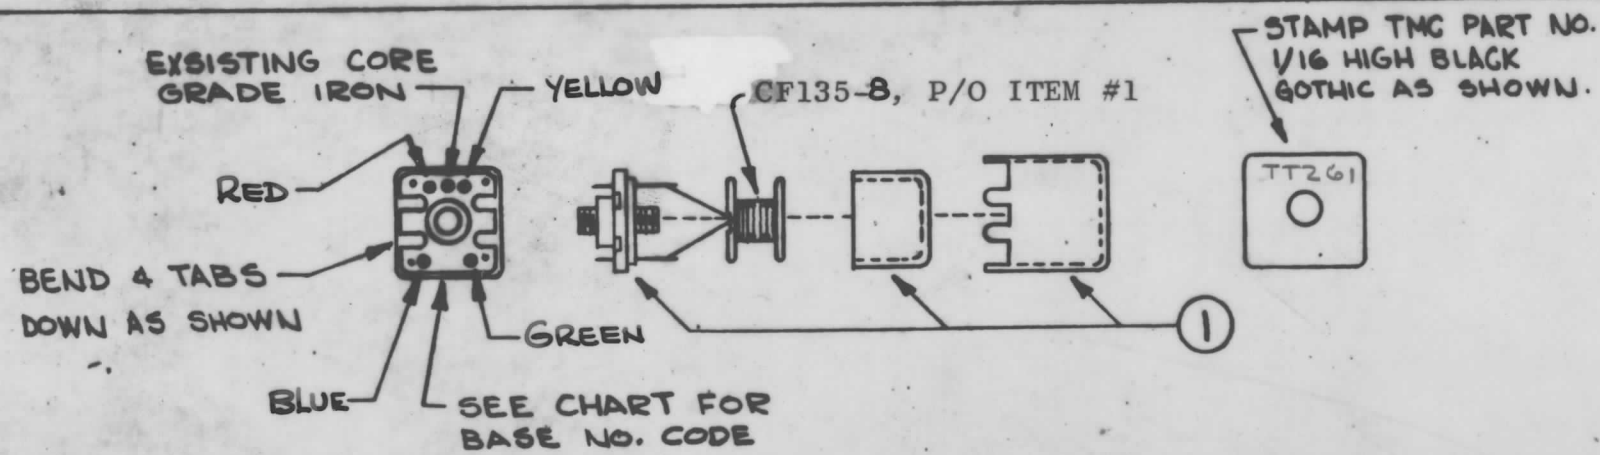 EXSISTING CORE
GRADE IRON
YELLOW
CF135-8, P/O ITEM #1
STAMP TMC PART NO.
1/16 HIGH BLACK
GOTHIC AS SHOWN.
RED
TT261
BEND 4 TABS
DOWN AS SHOWN
GREEN
1
BLUE
SEE CHART FOR
BASE NO. CODE